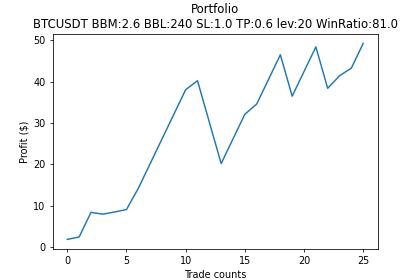 Portfolio
BTCUSDT BBM:2.6 BBL:240 SL:1.0 TP:0.6 lev:20 WinRatio:81.0
50
40
30
20
10
0
Profit ($)
0 5 10 15 20 25
Trade counts